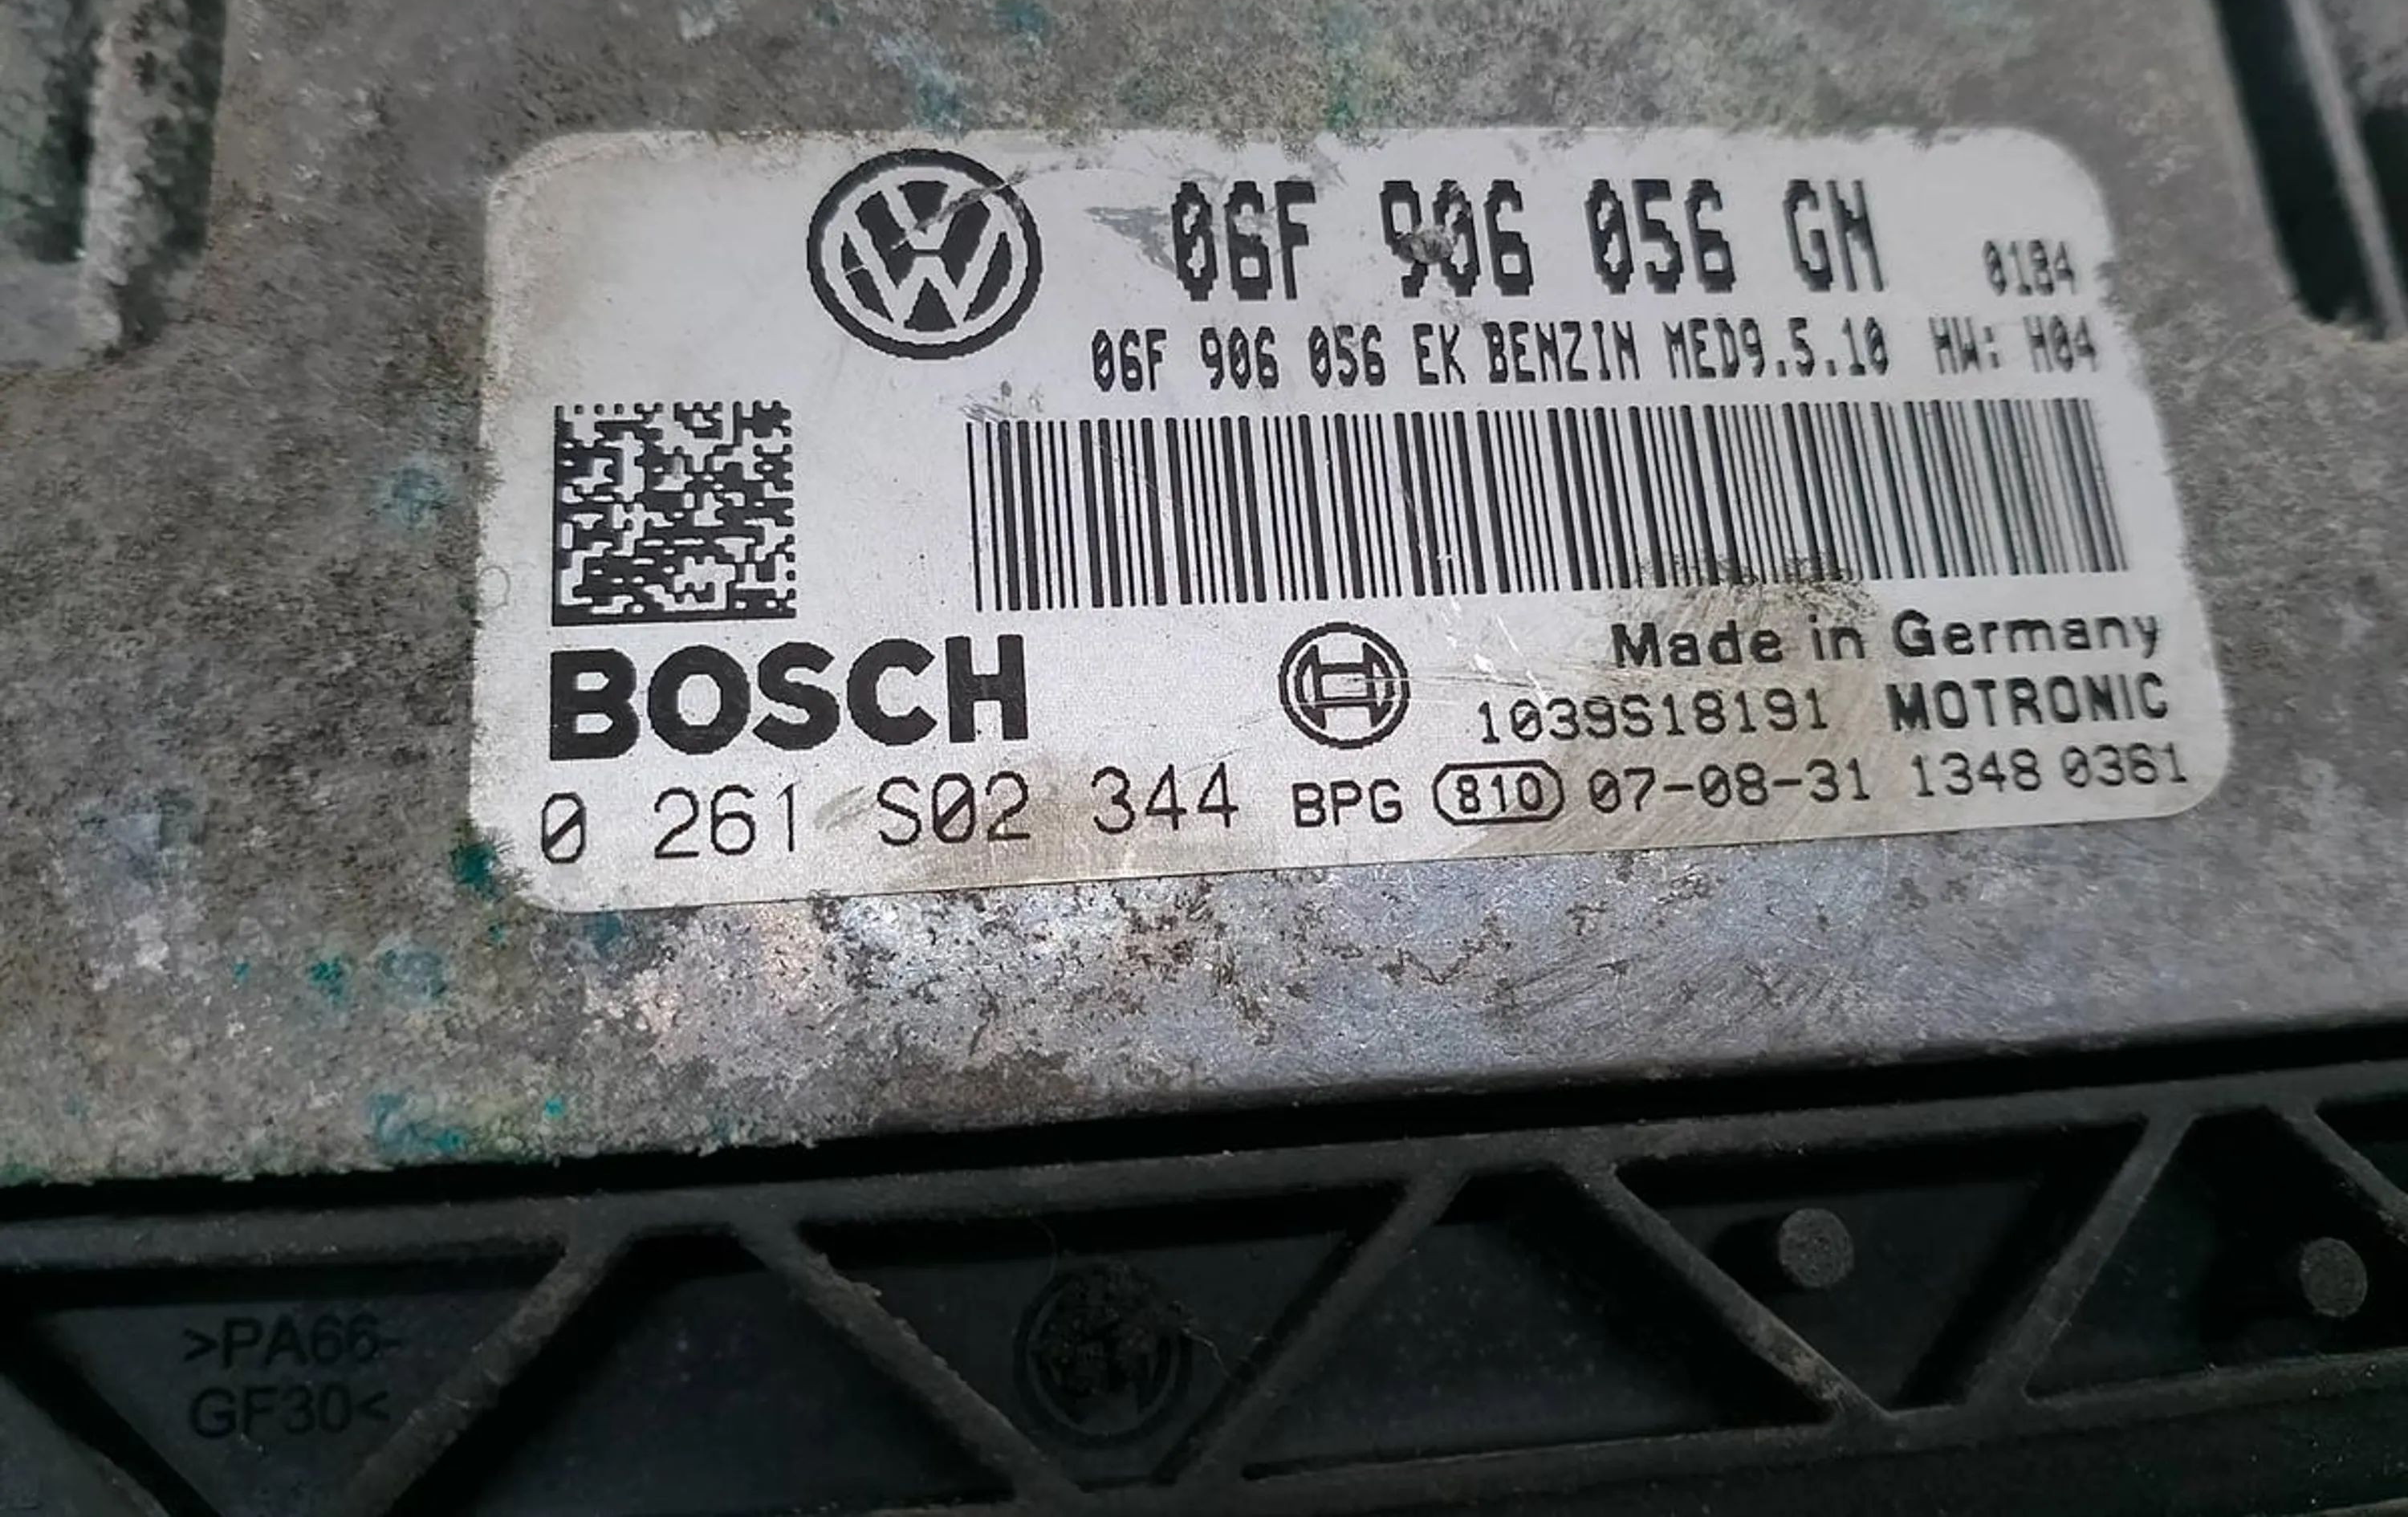 06F 906 056 GN 0184
06F 906 056 EK BENZIN MED9.5.10 HW: H04
Made in Germany
BOSCH
1039S18191 MOTRONIC
0 261 S02 344 BPG 810 07-08-31 1348 0361
>PA66-
GF30<